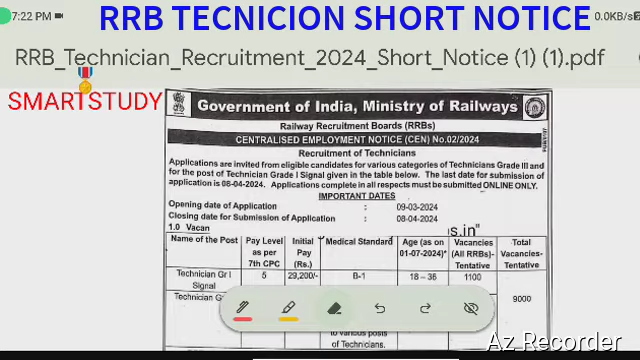 7:22 PM
0.0KB/s
RRB TECNICION SHORT NOTICE
RRB_Technician_Recruitment_2024_Short_Notice (1) (1).pdf
SMARTSTUDY
Government of India, Ministry of Railways
Railway Recruitment Boards (RRBs)
CENTRALISED EMPLOYMENT NOTICE (CEN) No.02/2024
Recruitment of Technicians
Applications are invited from eligible candidates for various categories of Technicians Grade III and
for the post of Technician Grade I Signal given in the table below. The last date for submission of
application is 08-04-2024. Applications complete in all respects must be submitted ONLINE ONLY.
IMPORTANT DATES
Opening date of Application : 09-03-2024
Closing date for Submission of Application : 08-04-2024
1.0 Vacan
s.in"
Name of the Post Pay Level as per 7th CPC Initial Pay (Rs.) Medical Standard Age (as on 01-07-2024)* Vacancies (All RRBs)- Tentative Total Vacancies- Tentative
Technician Gr I Signal 5 29,200/- B-1 18 – 36 1100
9000
Technician G
to various posts
of Technicians.
Az Recorder